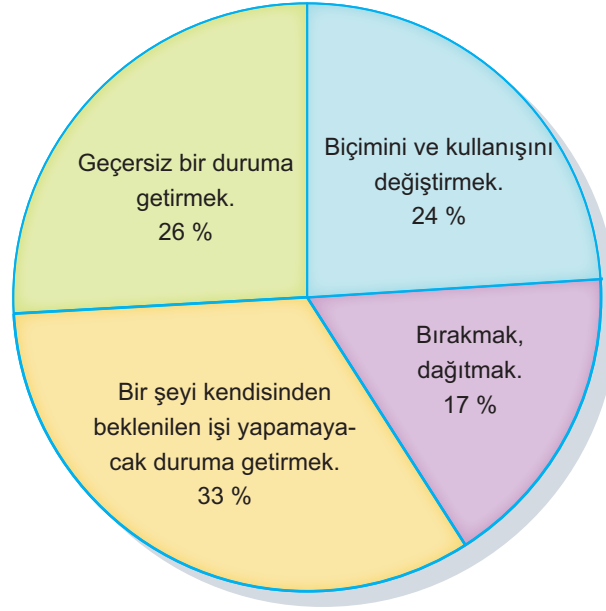 Geçersiz bir duruma
getirmek.
26 %
Biçimini ve kullanışını
değiştirmek.
24 %
Bırakmak,
dağıtmak.
17 %
Bir şeyi kendisinden
beklenilen işi yapamaya-
cak duruma getirmek.
33 %